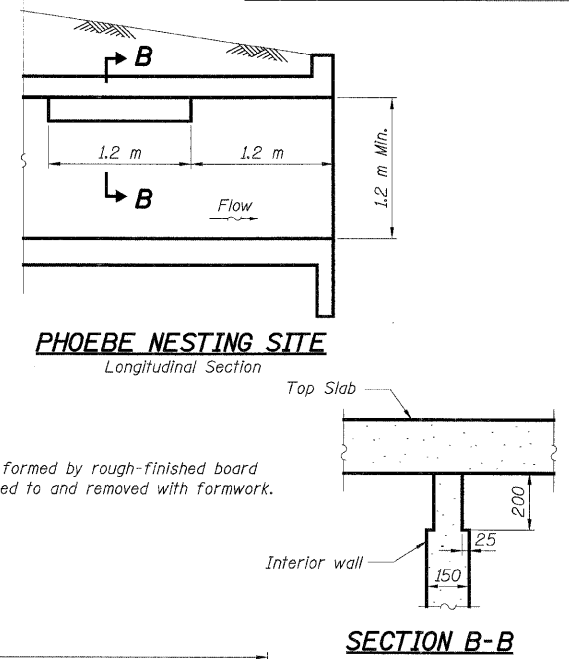 B
1.2 m
1.2 m
1.2 m Min.
B
Flow
PHOEBE NESTING SITE
Longitudinal Section
Top Slab
formed by rough-finished board
ed to and removed with formwork.
200
25
Interior wall
150
SECTION B-B